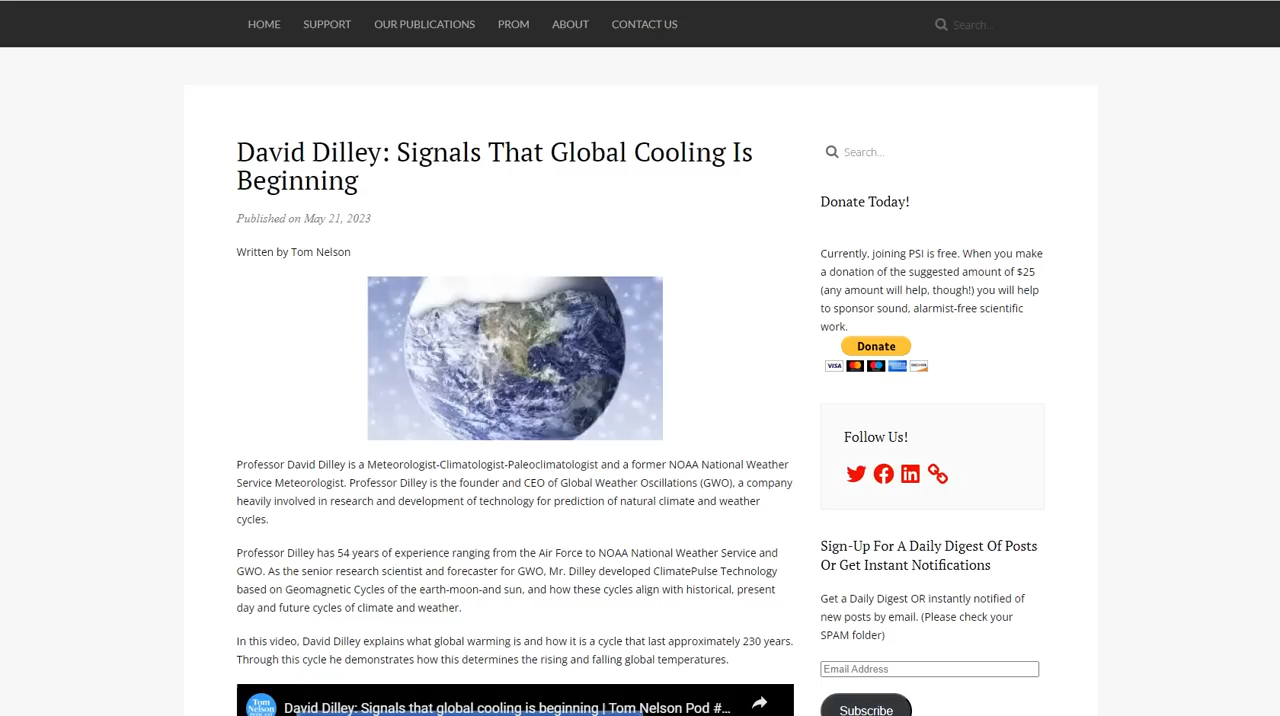 HOME SUPPORT OUR PUBLICATIONS PROM ABOUT CONTACT US Search...
David Dilley: Signals That Global Cooling Is
Beginning
Published on May 21, 2023
Written by Tom Nelson
Professor David Dilley is a Meteorologist-Climatologist-Paleoclimatologist and a former NOAA National Weather
Service Meteorologist. Professor Dilley is the founder and CEO of Global Weather Oscillations (GWO), a company
heavily involved in research and development of technology for prediction of natural climate and weather
cycles.
Professor Dilley has 54 years of experience ranging from the Air Force to NOAA National Weather Service and
GWO. As the senior research scientist and forecaster for GWO, Mr. Dilley developed ClimatePulse Technology
based on Geomagnetic Cycles of the earth-moon-and sun, and how these cycles align with historical, present
day and future cycles of climate and weather.
In this video, David Dilley explains what global warming is and how it is a cycle that last approximately 230 years.
Through this cycle he demonstrates how this determines the rising and falling global temperatures.
Tom
Nelson
David Dilley: Signals that global cooling is beginning | Tom Nelson Pod #...
Search...
Donate Today!
Currently, joining PSI is free. When you make
a donation of the suggested amount of $25
(any amount will help, though!) you will help
to sponsor sound, alarmist-free scientific
work.
Donate
VISA
Follow Us!
Sign-Up For A Daily Digest Of Posts
Or Get Instant Notifications
Get a Daily Digest OR instantly notified of
new posts by email. (Please check your
SPAM folder)
Email Address
Subscribe